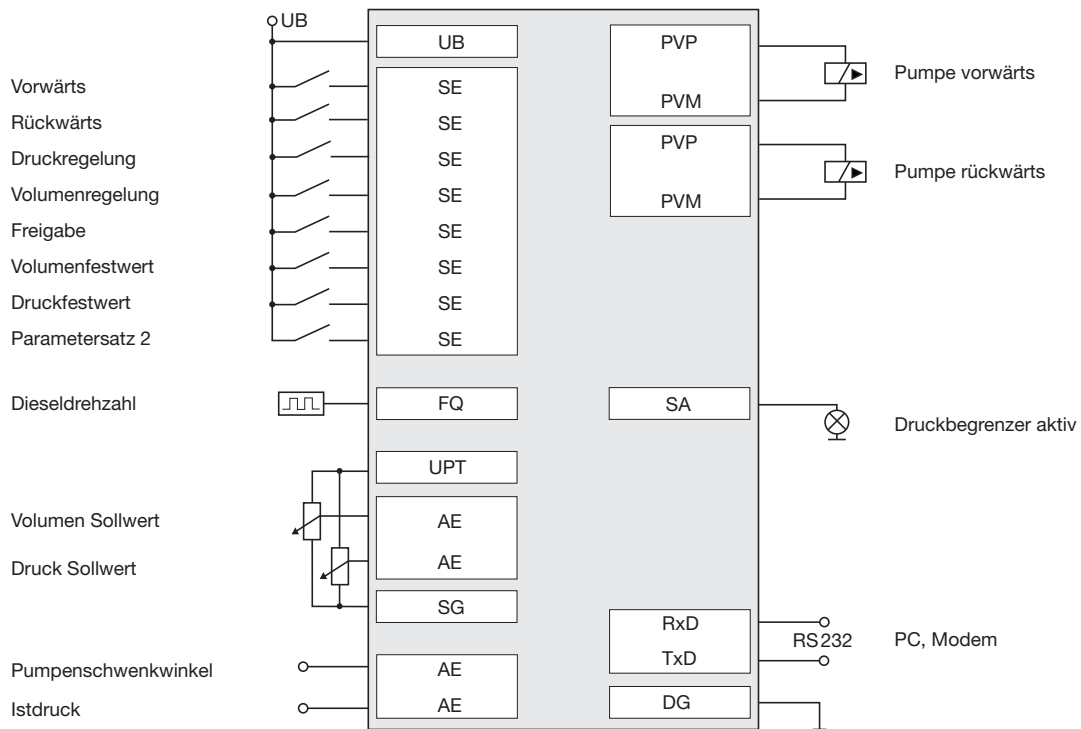 UB
UB
PVP
Pumpe vorwärts
PVM
Vorwärts
SE
Rückwärts
SE
Druckregelung
SE
PVP
Pumpe rückwärts
PVM
Volumenregelung
SE
Freigabe
SE
Volumenfestwert
SE
Druckfestwert
SE
Parametersatz 2
SE
Dieseldrehzahl
FQ
SA
Druckbegrenzer aktiv
UPT
Volumen Sollwert
AE
Druck Sollwert
AE
SG
RxD
RS232
PC, Modem
TxD
Pumpenschwenkwinkel
AE
Istdruck
AE
DG